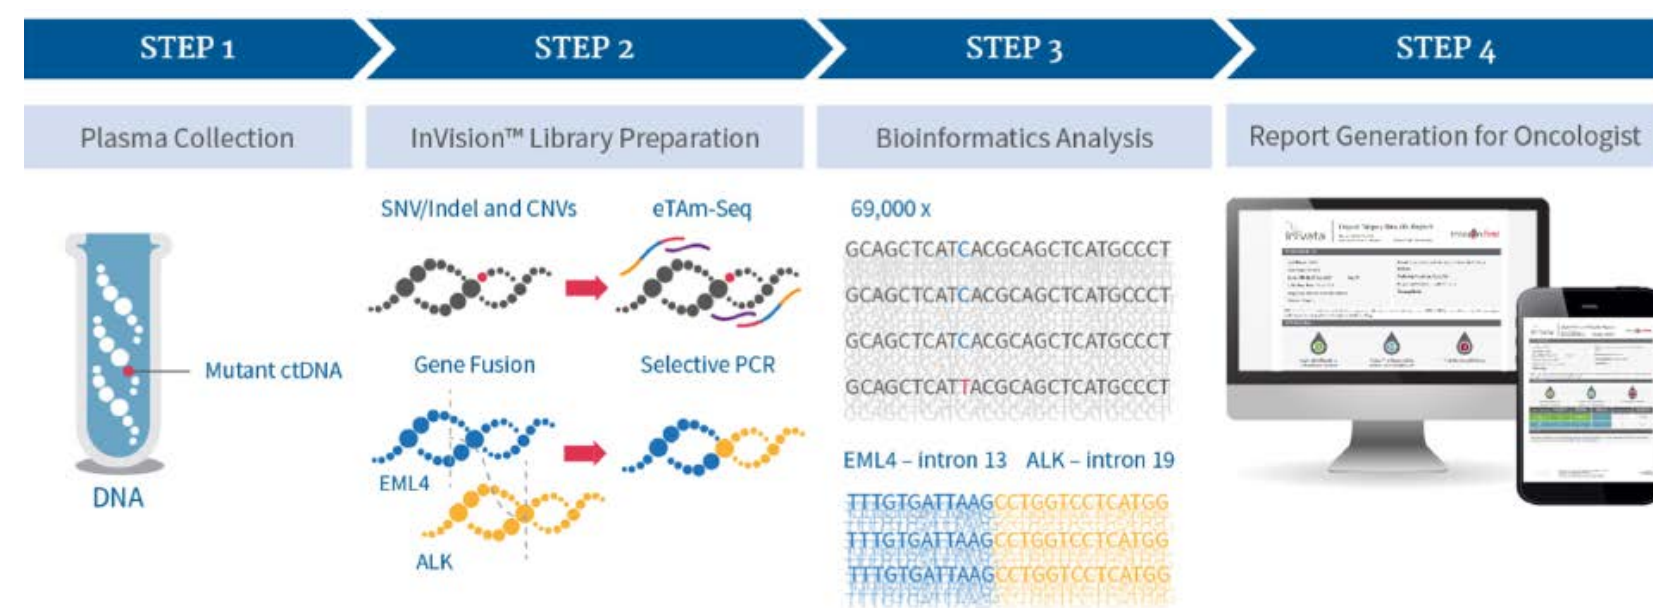 STEP 1
STEP 2
STEP 3
STEP 4
Plasma Collection
InVision™ Library Preparation
Bioinformatics Analysis
Report Generation for Oncologist
SNV/Indel and CNVs
eTAm-Seq
Gene Fusion
Selective PCR
EML4
ALK
Mutant ctDNA
DNA
69,000 x
GCAGCTCATCACGCAGCTCATGCCCT
GCAGCTCATCACGCAGCTCATGCCCT
GCAGCTCATCACGCAGCTCATGCCCT
GCAGCTCATTACGCAGCTCATGCCCT
EML4 – intron 13 ALK – intron 19
TTTGTGATTAAGCCTGGTCCTCATGG
TTTGTGATTAAGCCTGGTCCTCATGG
TTTGTGATTAAGCCTGGTCCTCATGG
inivata